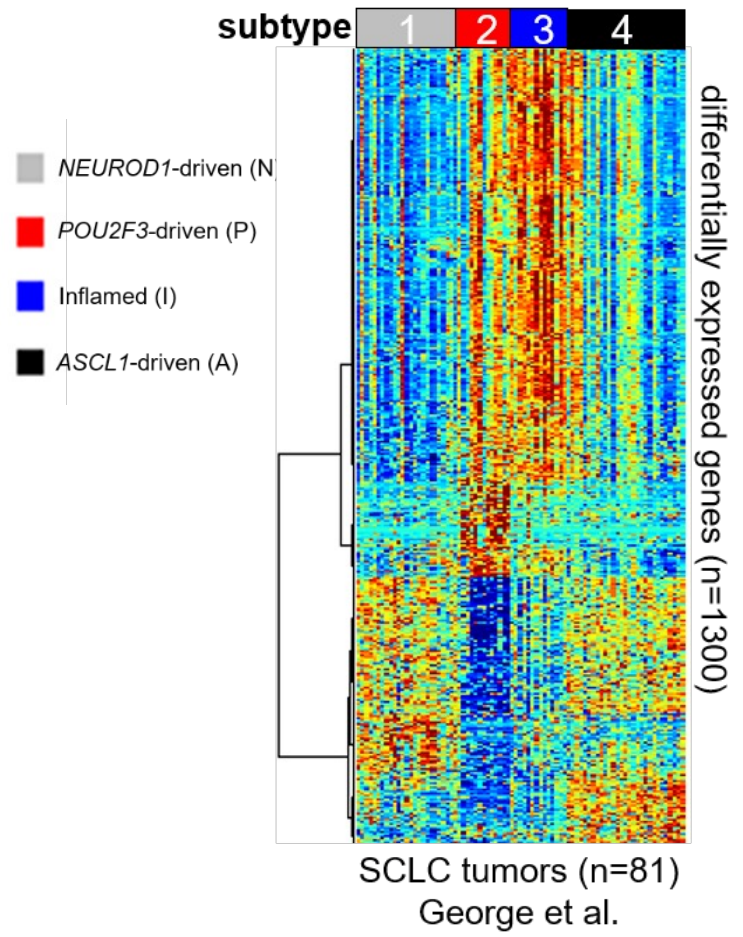 subtype 1 2 3 4
NEUROD1-driven (N)
POU2F3-driven (P)
Inflamed (I)
ASCL1-driven (A)
differentially expressed genes (n=1300)
SCLC tumors (n=81)
George et al.